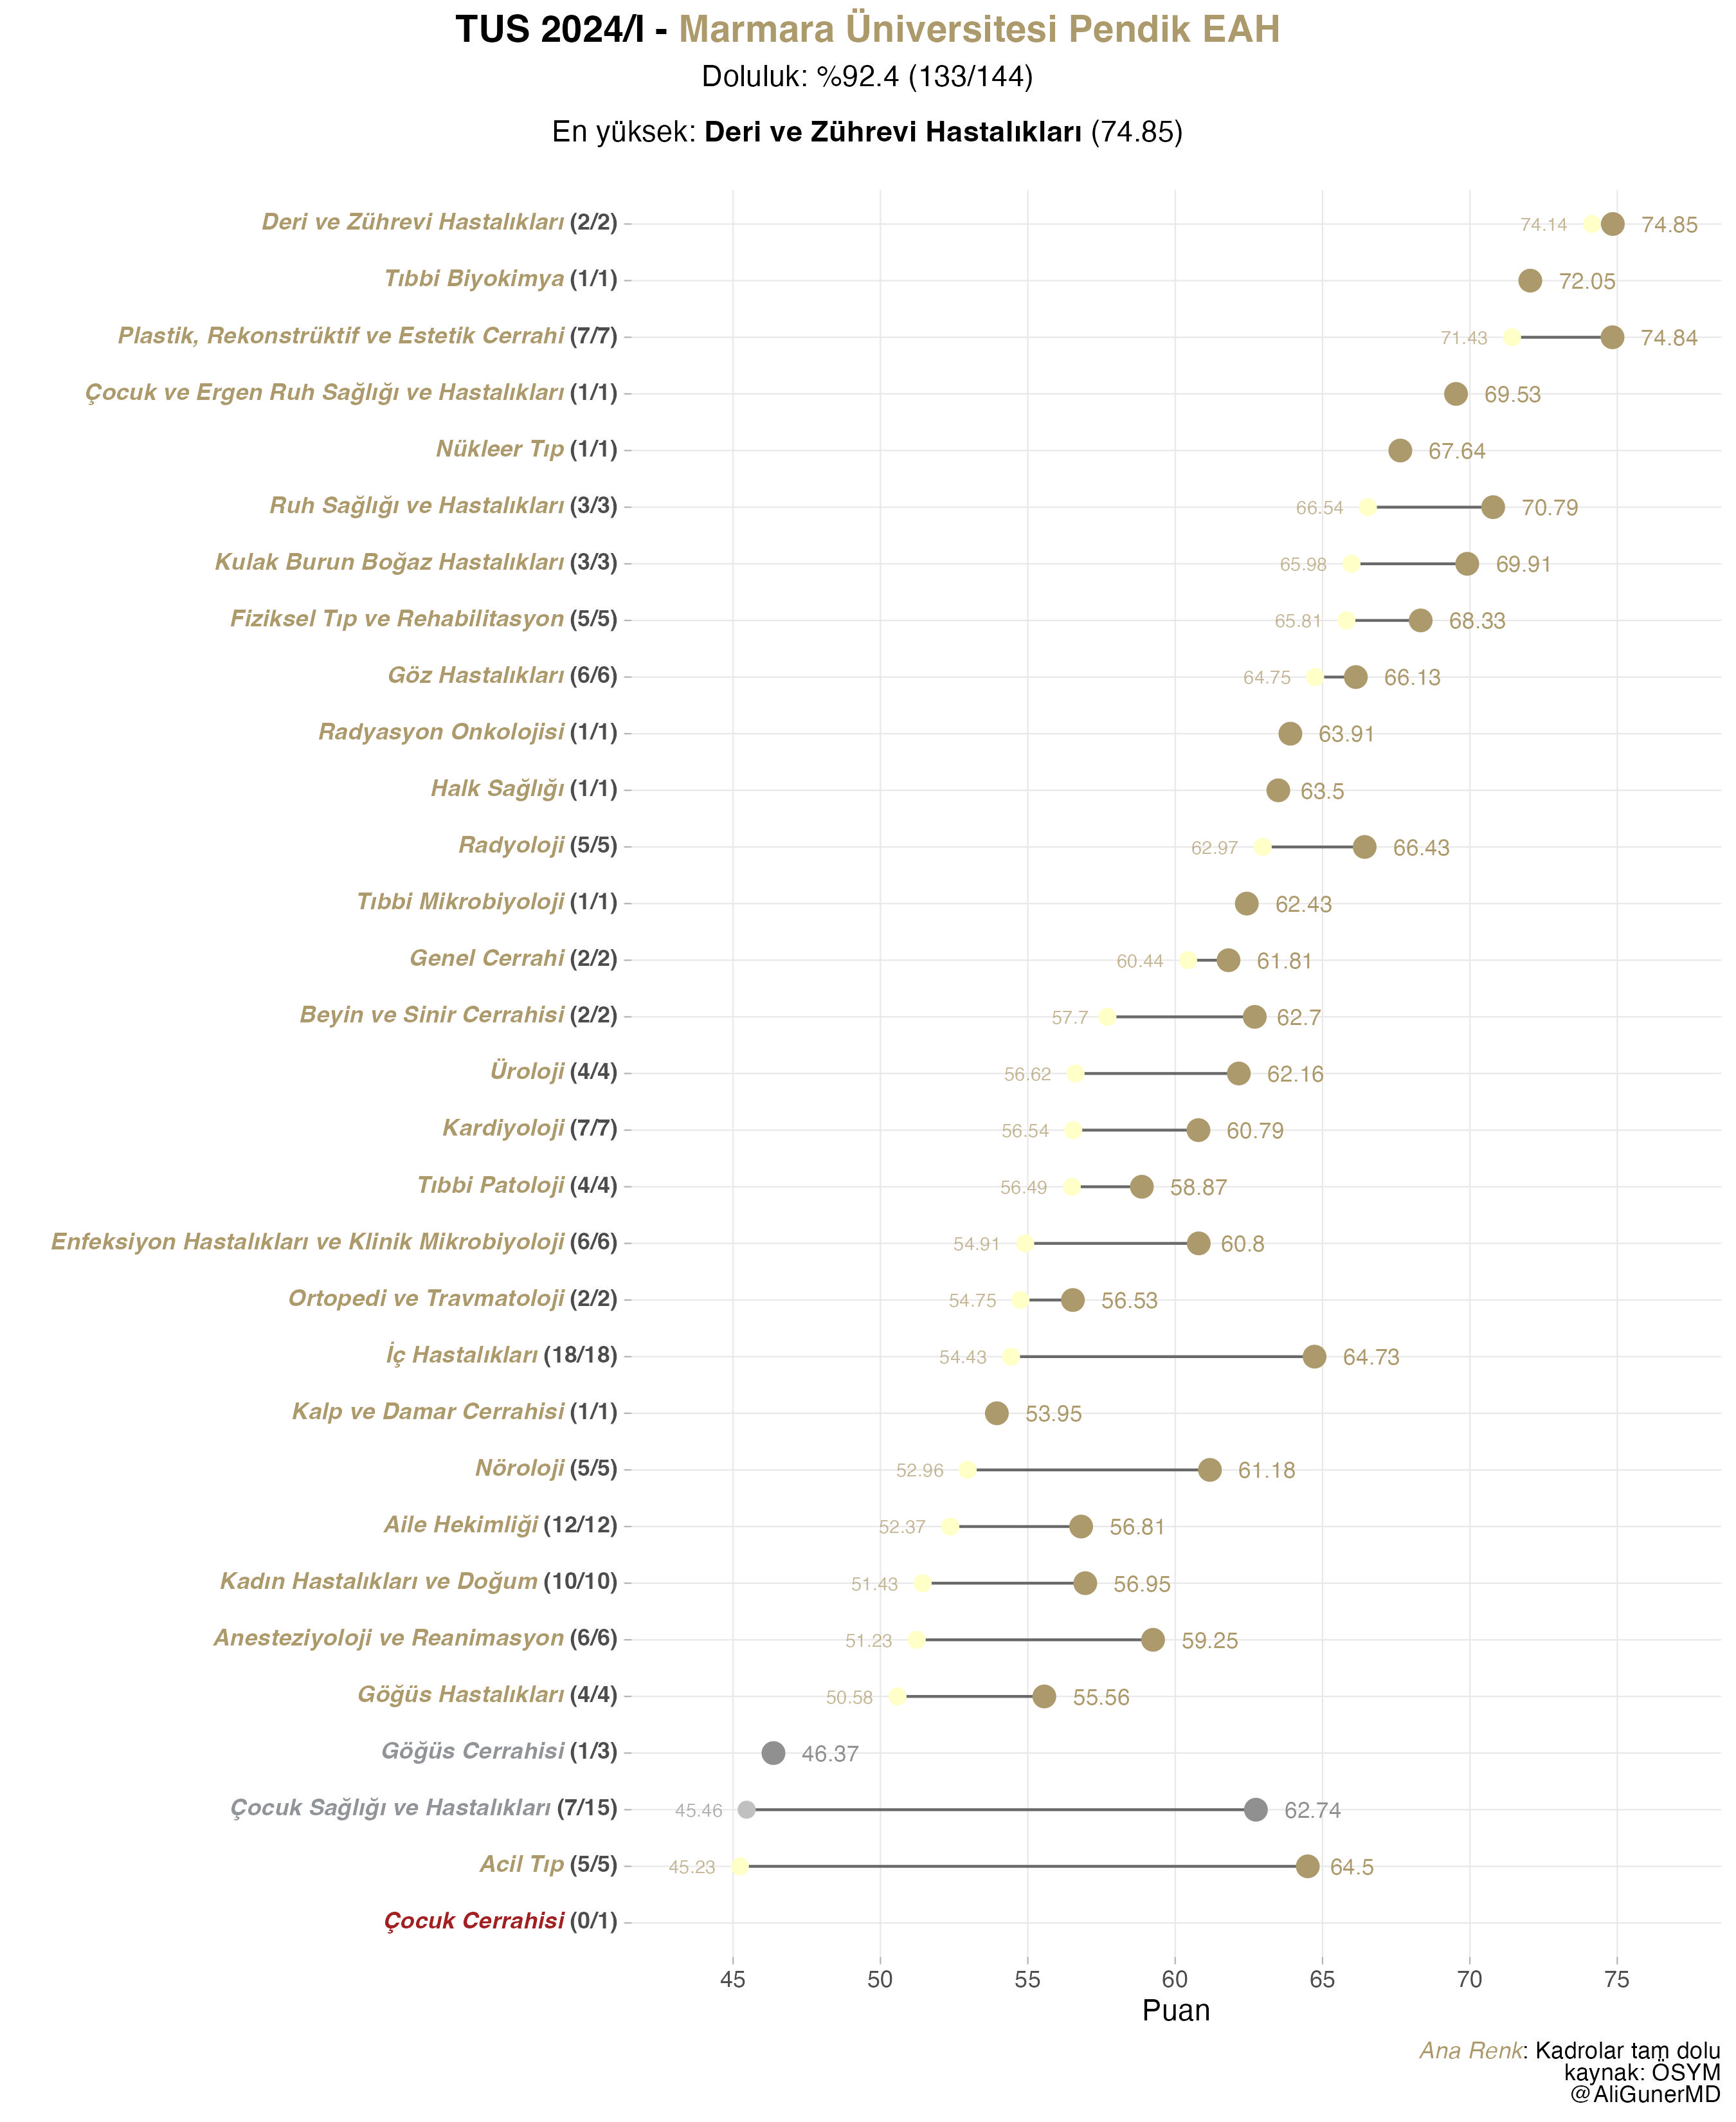 TUS 2024/I - Marmara Üniversitesi Pendik EAH
Doluluk: %92.4 (133/144)
En yüksek: Deri ve Zührevi Hastalıkları (74.85)
Deri ve Zührevi Hastalıkları (2/2) 74.14 74.85
Tıbbi Biyokimya (1/1) 72.05
Plastik, Rekonstrüktif ve Estetik Cerrahi (7/7) 71.43 74.84
Çocuk ve Ergen Ruh Sağlığı ve Hastalıkları (1/1) 69.53
Nükleer Tıp (1/1) 67.64
Ruh Sağlığı ve Hastalıkları (3/3) 66.54 70.79
Kulak Burun Boğaz Hastalıkları (3/3) 65.98 69.91
Fiziksel Tıp ve Rehabilitasyon (5/5) 65.81 68.33
Göz Hastalıkları (6/6) 64.75 66.13
Radyasyon Onkolojisi (1/1) 63.91
Halk Sağlığı (1/1) 63.5
Radyoloji (5/5) 62.97 66.43
Tıbbi Mikrobiyoloji (1/1) 62.43
Genel Cerrahi (2/2) 60.44 61.81
Beyin ve Sinir Cerrahisi (2/2) 57.7 62.7
Üroloji (4/4) 56.62 62.16
Kardiyoloji (7/7) 56.54 60.79
Tıbbi Patoloji (4/4) 56.49 58.87
Enfeksiyon Hastalıkları ve Klinik Mikrobiyoloji (6/6) 54.91 60.8
Ortopedi ve Travmatoloji (2/2) 54.75 56.53
İç Hastalıkları (18/18) 54.43 64.73
Kalp ve Damar Cerrahisi (1/1) 53.95
Nöroloji (5/5) 52.96 61.18
Aile Hekimliği (12/12) 52.37 56.81
Kadın Hastalıkları ve Doğum (10/10) 51.43 56.95
Anesteziyoloji ve Reanimasyon (6/6) 51.23 59.25
Göğüs Hastalıkları (4/4) 50.58 55.56
Göğüs Cerrahisi (1/3) 46.37
Çocuk Sağlığı ve Hastalıkları (7/15) 45.46 62.74
Acil Tıp (5/5) 45.23 64.5
Çocuk Cerrahisi (0/1)
45 50 55 60 65 70 75
Puan
Ana Renk: Kadrolar tam dolu
kaynak: ÖSYM
@AliGunerMD